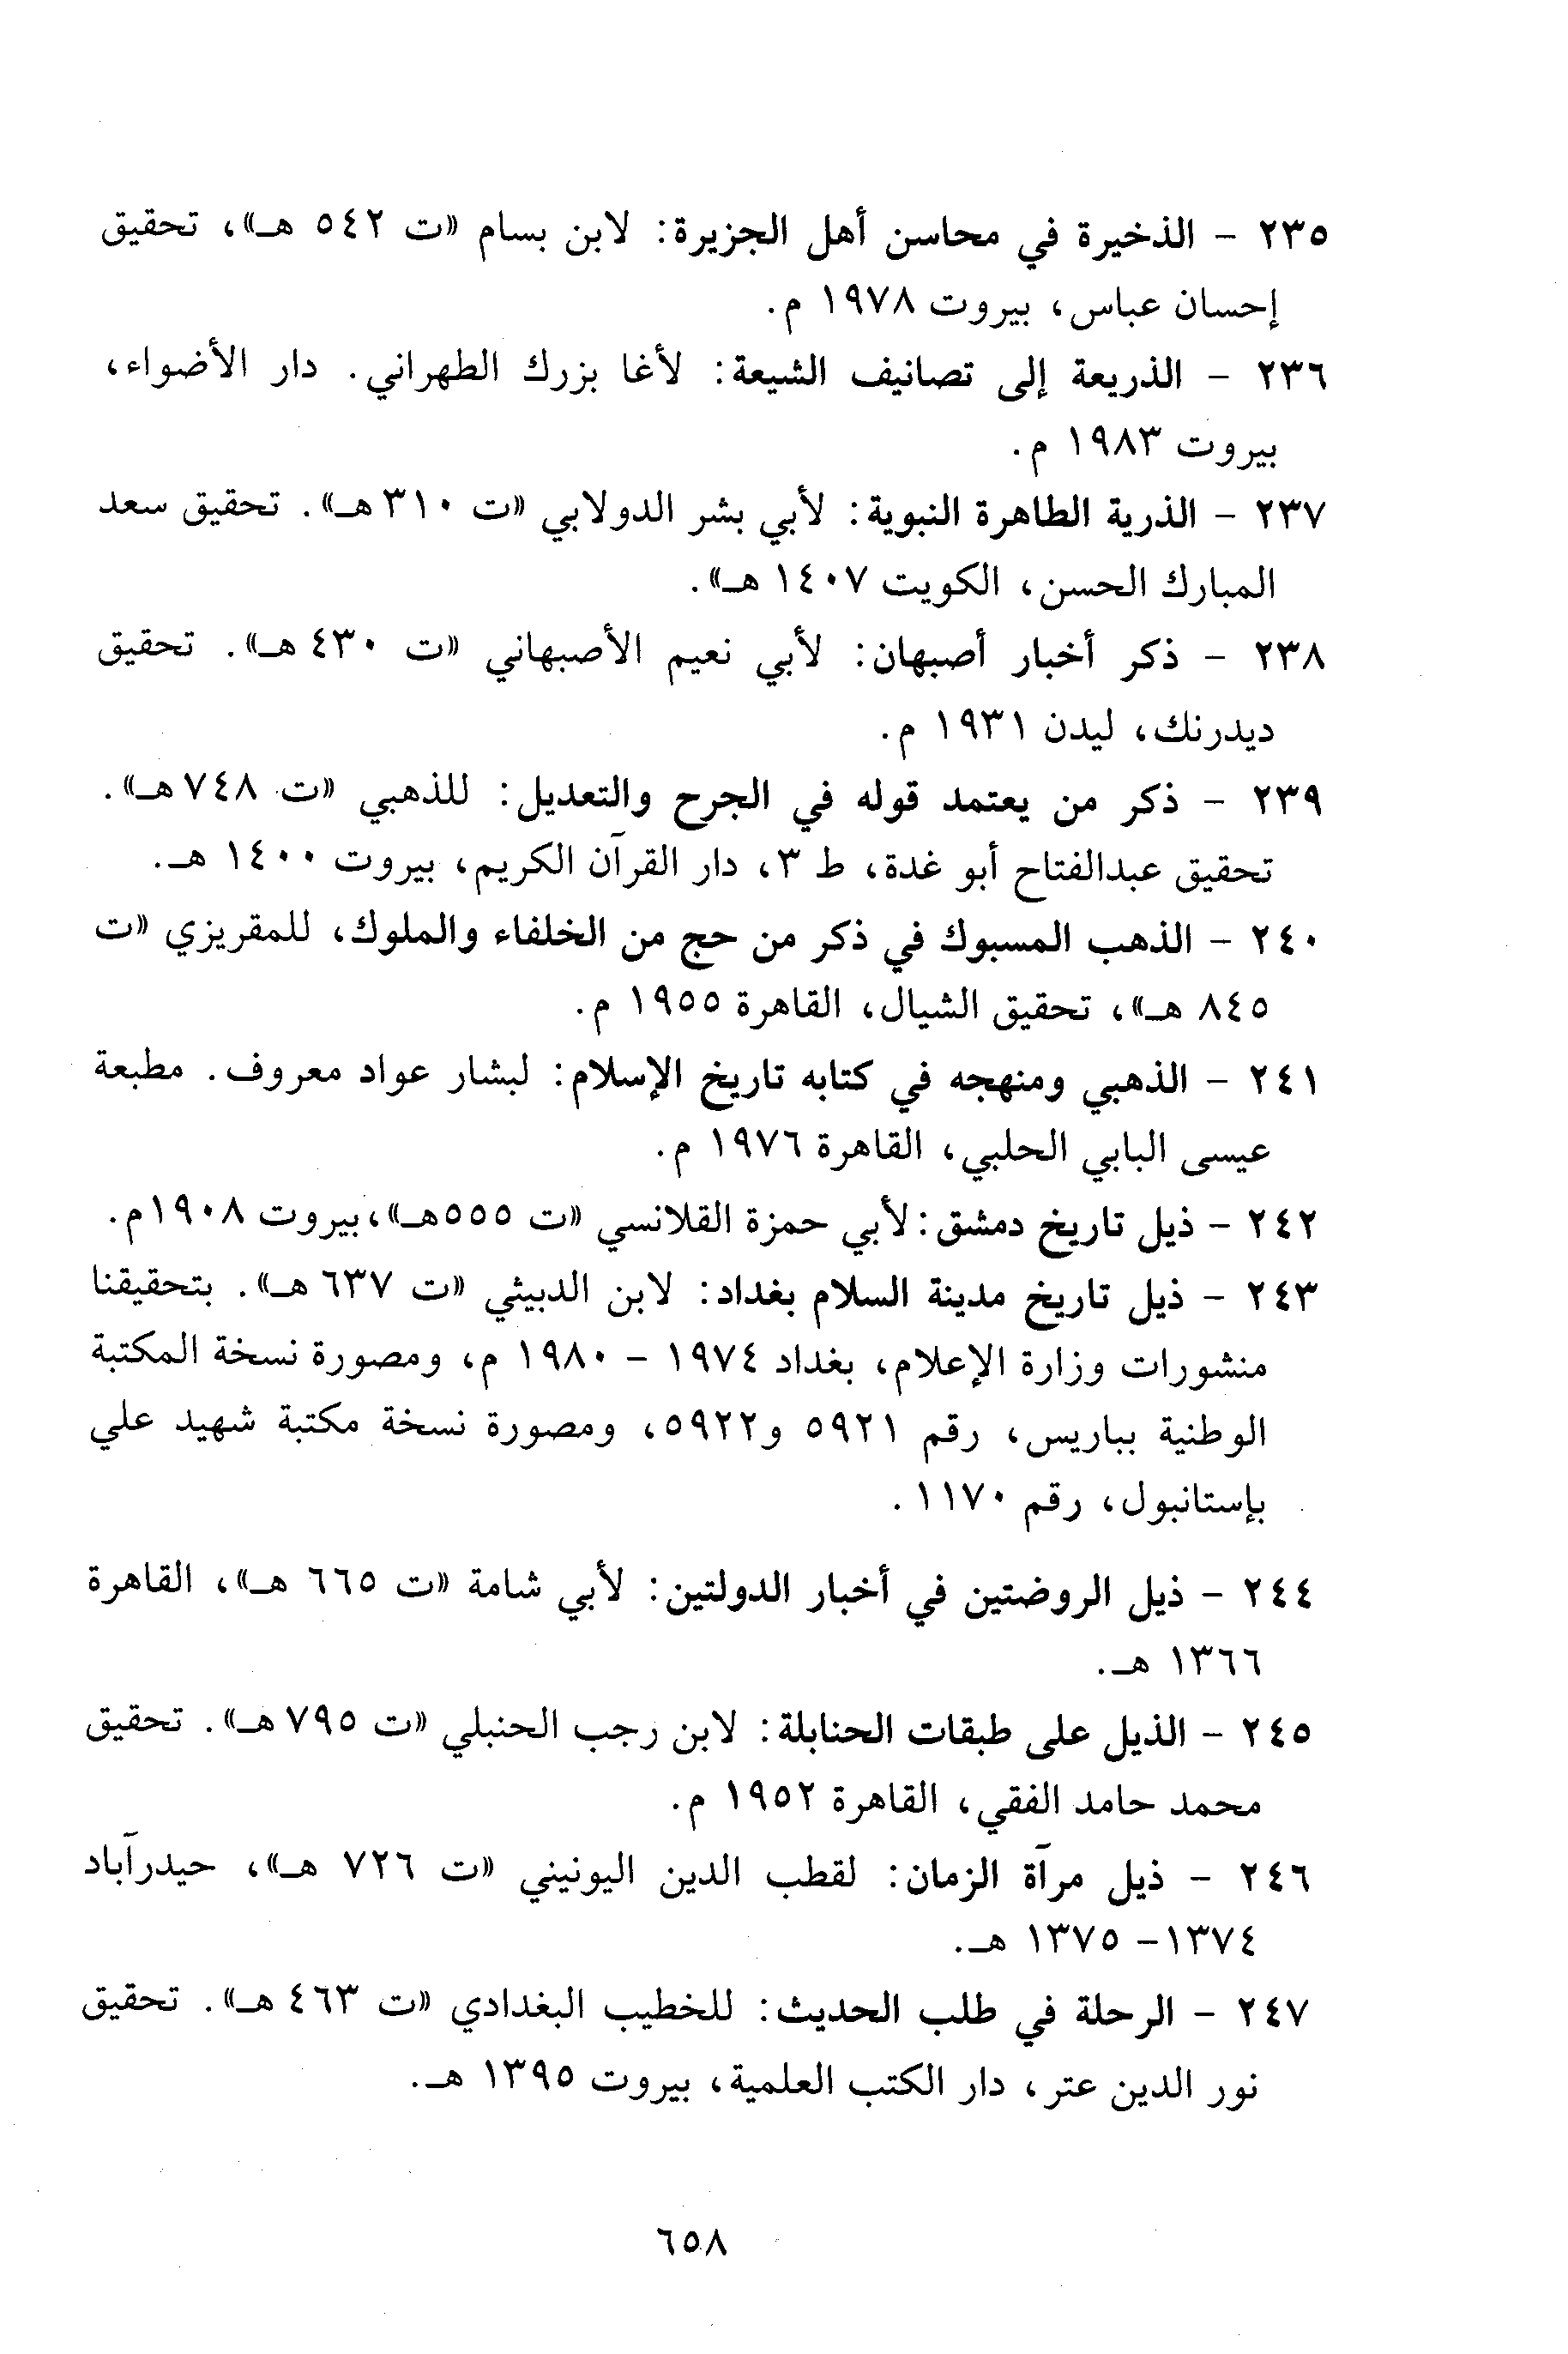 ٢٣٥ - الذخيرة في محاسن أهل الجزيرة: لابن بسام «ت ٥٤٢ هـ»، تحقيق
إحسان عباس، بيروت ١٩٧٨ م.
٢٣٦ - الذريعة إلى تصانيف الشيعة: لأغا بزرك الطهراني. دار الأضواء،
بيروت ١٩٨٣ م.
٢٣٧ - الذرية الطاهرة النبوية: لأبي بشر الدولابي «ت ٣١٠هـ». تحقيق سعد
المبارك الحسن، الكويت ١٤٠٧ هـ».
٢٣٨ - ذكر أخبار أصبهان: لأبي نعيم الأصبهاني «ت ٤٣٠ هـ». تحقيق
ديدرنك، ليدن ١٩٣١ م.
٢٣٩ - ذكر من يعتمد قوله في الجرح والتعديل: للذهبي «ت ٧٤٨هـ».
تحقيق عبدالفتاح أبو غدة، ط ٣، دار القرآن الكريم، بيروت ١٤٠٠ هـ.
٢٤٠ - الذهب المسبوك في ذكر من حج من الخلفاء والملوك، للمقريزي «ت
٨٤٥ هـ»، تحقيق الشيال، القاهرة ١٩٥٥ م.
٢٤١ - الذهبي ومنهجه في كتابه تاريخ الإسلام: لبشار عواد معروف. مطبعة
عيسى البابي الحلبي، القاهرة ١٩٧٦ م.
٢٤٢ - ذيل تاريخ دمشق: لأبي حمزة القلانسي «ت ٥٥٥هـ»،بيروت ١٩٠٨م.
٢٤٣ - ذيل تاريخ مدينة السلام بغداد: لابن الدبيثي «ت ٦٣٧ هـ». بتحقيقنا
منشورات وزارة الإعلام، بغداد ١٩٧٤ - ١٩٨٠ م، ومصورة نسخة المكتبة
الوطنية بباريس، رقم ٥٩٢١ و٥٩٢٢، ومصورة نسخة مكتبة شهيد علي
بإستانبول، رقم ١١٧٠.
٢٤٤ - ذيل الروضتين في أخبار الدولتين: لأبي شامة «ت ٦٦٥ هـ»، القاهرة
١٣٦٦ هـ.
٢٤٥ - الذيل على طبقات الحنابلة: لابن رجب الحنبلي «ت ٧٩٥هـ». تحقيق
محمد حامد الفقي، القاهرة ١٩٥٢ م.
٢٤٦ - ذيل مرآة الزمان: لقطب الدين اليونيني «ت ٧٢٦ هـ»، حيدرآباد
١٣٧٤- ١٣٧٥ هـ.
٢٤٧ - الرحلة في طلب الحديث: للخطيب البغدادي «ت ٤٦٣ هـ». تحقيق
نور الدين عتر، دار الكتب العلمية، بيروت ١٣٩٥ هـ.
٦٥٨